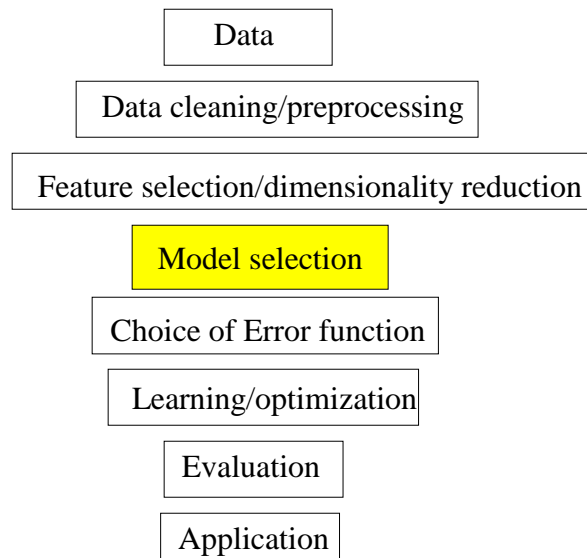 Data
Data cleaning/preprocessing
Feature selection/dimensionality reduction
Model selection
Choice of Error function
Learning/optimization
Evaluation
Application